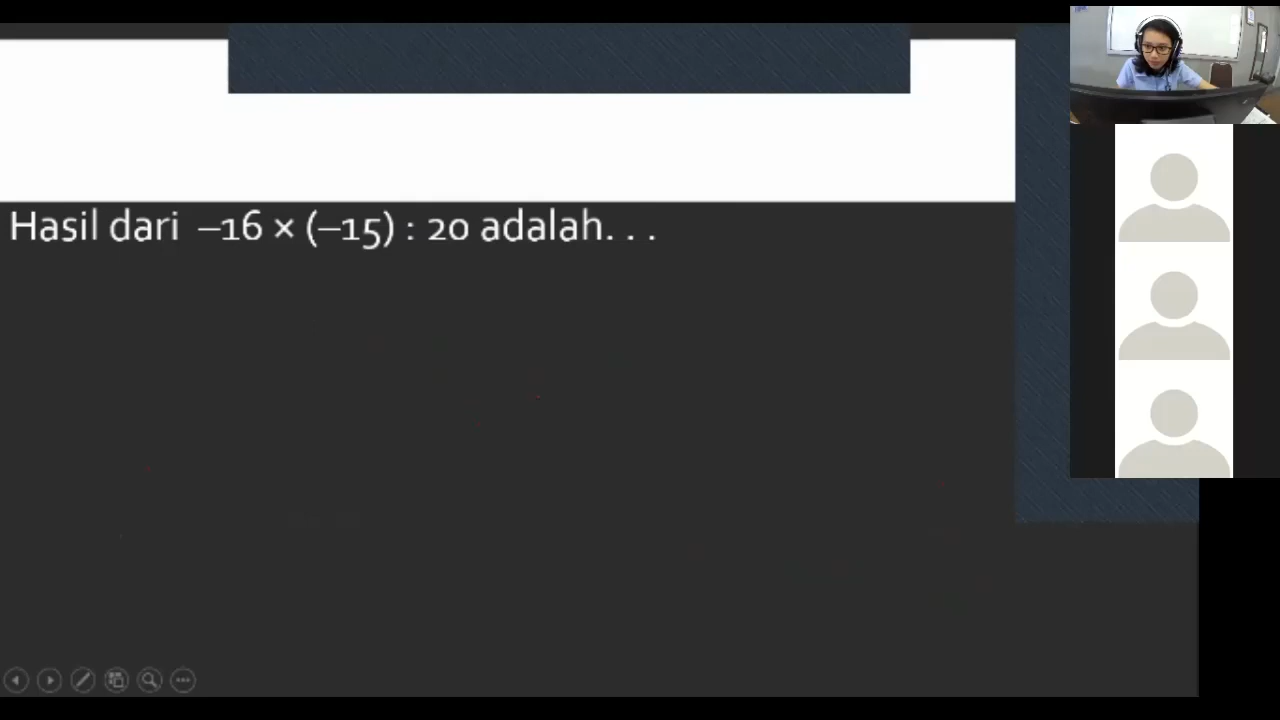 Hasil dari –16 × (–15) : 20 adalah. . .